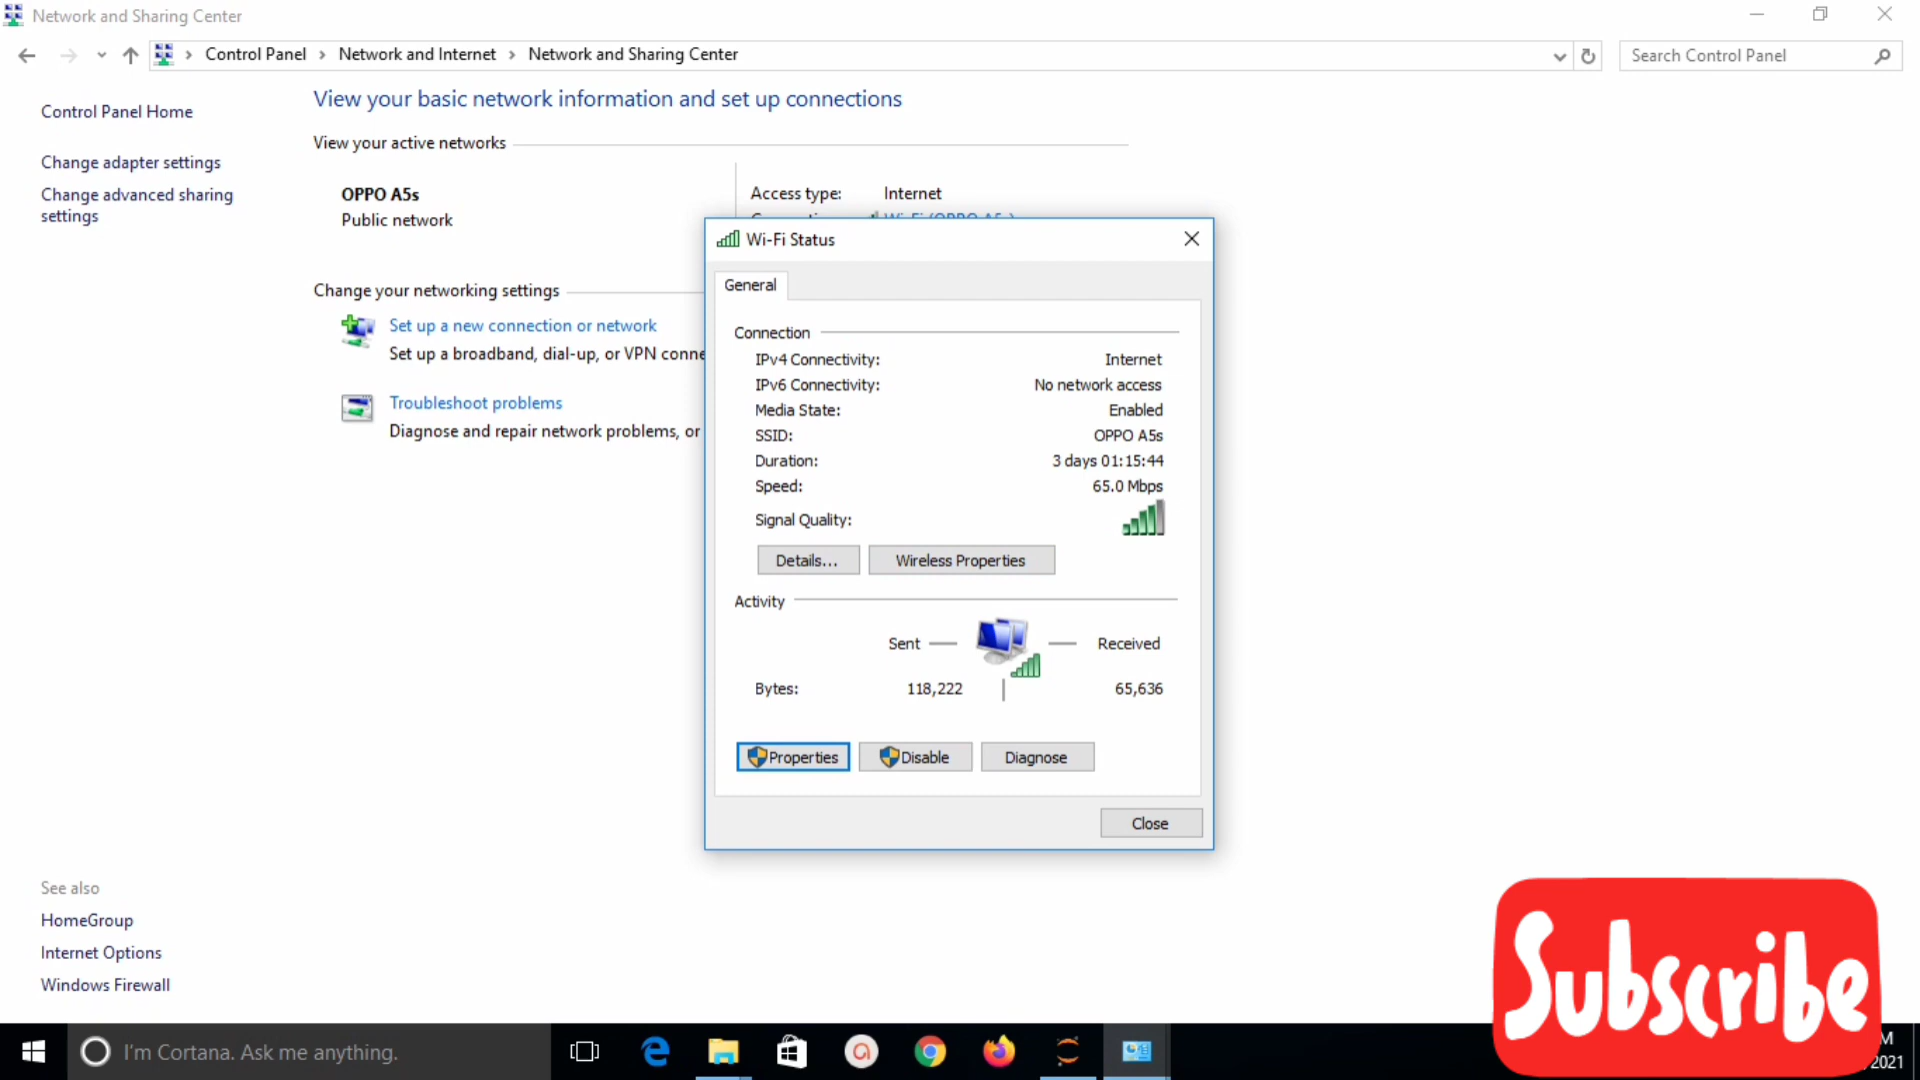 Network and Sharing Center
Control Panel
Network and Internet
Network and Sharing Center
Search Control Panel
Control Panel Home
Change adapter settings
Change advanced sharing
settings
View your basic network information and set up connections
View your active networks
OPPO A5s
Public network
Access type: Internet
Wi-Fi (OPPO A5s)
Change your networking settings
Set up a new connection or network
Set up a broadband, dial-up, or VPN conne
Troubleshoot problems
Diagnose and repair network problems, or
Wi-Fi Status
General
Connection
IPv4 Connectivity: Internet
IPv6 Connectivity: No network access
Media State: Enabled
SSID: OPPO A5s
Duration: 3 days 01:15:44
Speed: 65.0 Mbps
Signal Quality:
Details...
Wireless Properties
Activity
Sent
Received
Bytes: 118,222 65,636
Properties
Disable
Diagnose
Close
See also
HomeGroup
Internet Options
Windows Firewall
Subscribe
I'm Cortana. Ask me anything.
M
2021